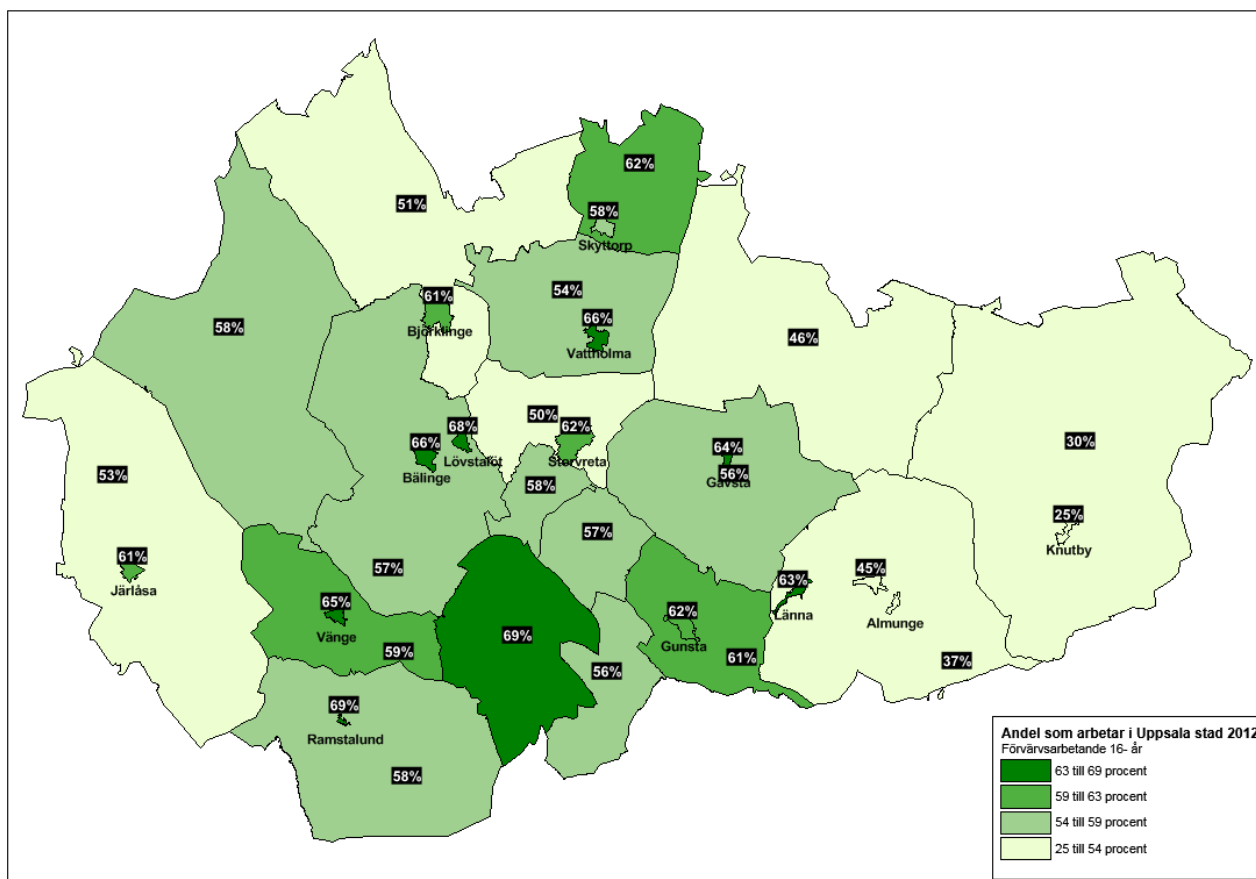 62%
58%
Skyttorp
51%
54%
61%
Björklinge
66%
Vattholma
58%
46%
50%
68%
62%
66%
Lövstalöt
Storvreta
Bälinge
64%
56%
Gåvsta
30%
53%
58%
25%
Knutby
57%
61%
Järlåsa
57%
45%
63%
Länna
Almunge
65%
Vänge
62%
Gunsta
69%
59%
61%
37%
56%
69%
Ramstalund
58%
Andel som arbetar i Uppsala stad 2012
Förvärvsarbetande 16- år
63 till 69 procent
59 till 63 procent
54 till 59 procent
25 till 54 procent